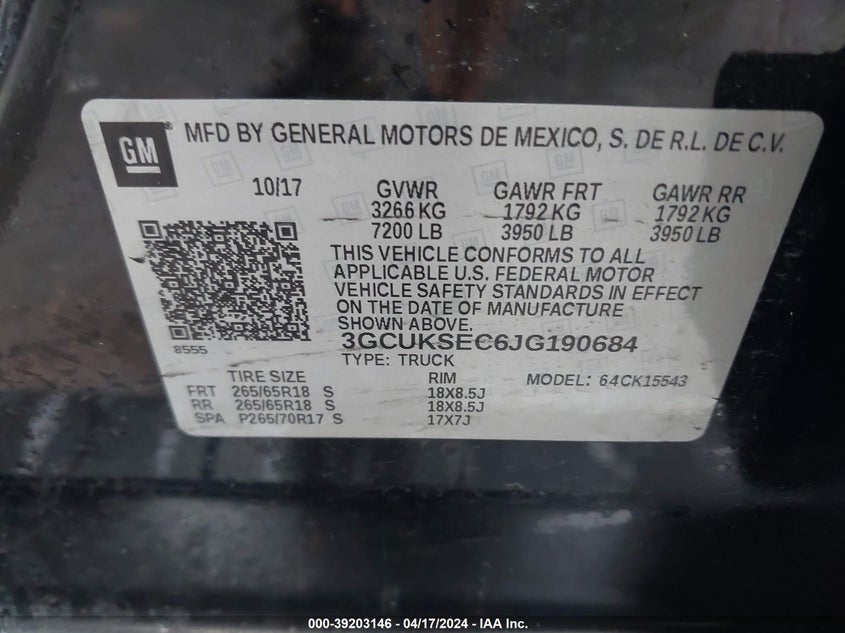 GM MFD BY GENERAL MOTORS DE MEXICO, S. DE R.L. DE C.V.
10/17 GVWR GAWR FRT GAWR RR
3266 KG 1792 KG 1792 KG
7200 LB 3950 LB 3950 LB
THIS VEHICLE CONFORMS TO ALL
APPLICABLE U.S. FEDERAL MOTOR
VEHICLE SAFETY STANDARDS IN EFFECT
ON THE DATE OF MANUFACTURE
SHOWN ABOVE.
3GCUKSEC6JG190684
8555
TYPE: TRUCK
TIRE SIZE RIM MODEL: 64CK15543
FRT 265/65R18 S 18X8.5J
RR 265/65R18 S 18X8.5J
SPA P265/70R17 S 17X7J
000-39203146 - 04/17/2024 - IAA Inc.